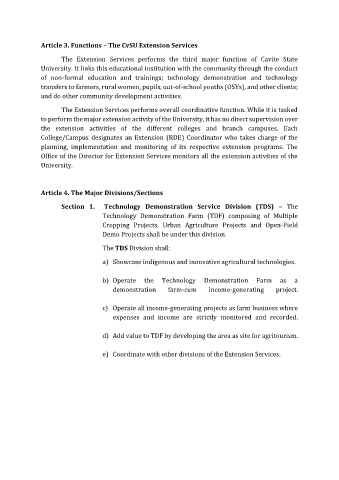 Article 3. Functions – The CvSU Extension Services
The Extension Services performs the third major function of Cavite State
University. It links this educational institution with the community through the conduct
of non-formal education and trainings; technology demonstration and technology
transfers to farmers, rural women, pupils, out-of-school youths (OSYs), and other clients;
and do other community development activities.
The Extension Services performs overall coordinative function. While it is tasked
to perform the major extension activity of the University, it has no direct supervision over
the extension activities of the different colleges and branch campuses. Each
College/Campus designates an Extension (RDE) Coordinator who takes charge of the
planning, implementation and monitoring of its respective extension programs. The
Office of the Director for Extension Services monitors all the extension activities of the
University.
Article 4. The Major Divisions/Sections
Section 1. Technology Demonstration Service Division (TDS) – The
Technology Demonstration Farm (TDF) composing of Multiple
Cropping Projects, Urban Agriculture Projects and Open-Field
Demo Projects shall be under this division.
The TDS Division shall:
a) Showcase indigenous and innovative agricultural technologies.
b) Operate the Technology Demonstration Farm as a
demonstration farm-cum income-generating project.
c) Operate all income-generating projects as farm business where
expenses and income are strictly monitored and recorded.
d) Add value to TDF by developing the area as site for agritourism.
e) Coordinate with other divisions of the Extension Services.